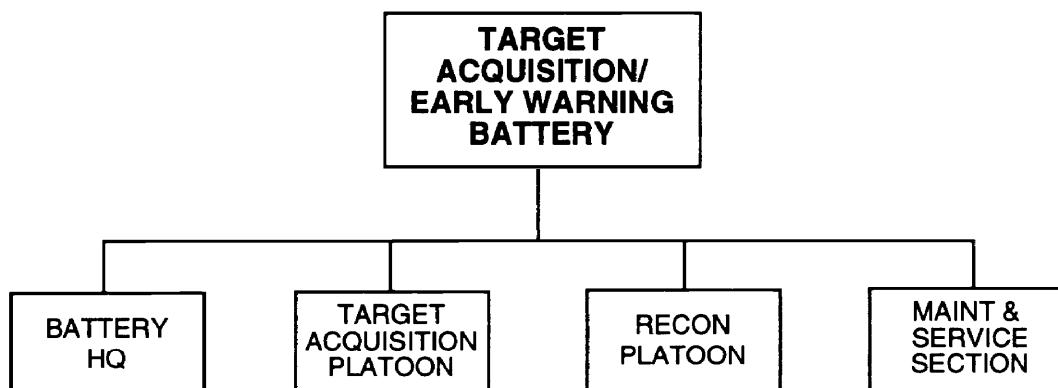 TARGET
ACQUISITION/
EARLY WARNING
BATTERY
BATTERY
HQ
TARGET
ACQUISITION
PLATOON
RECON
PLATOON
MAINT &
SERVICE
SECTION